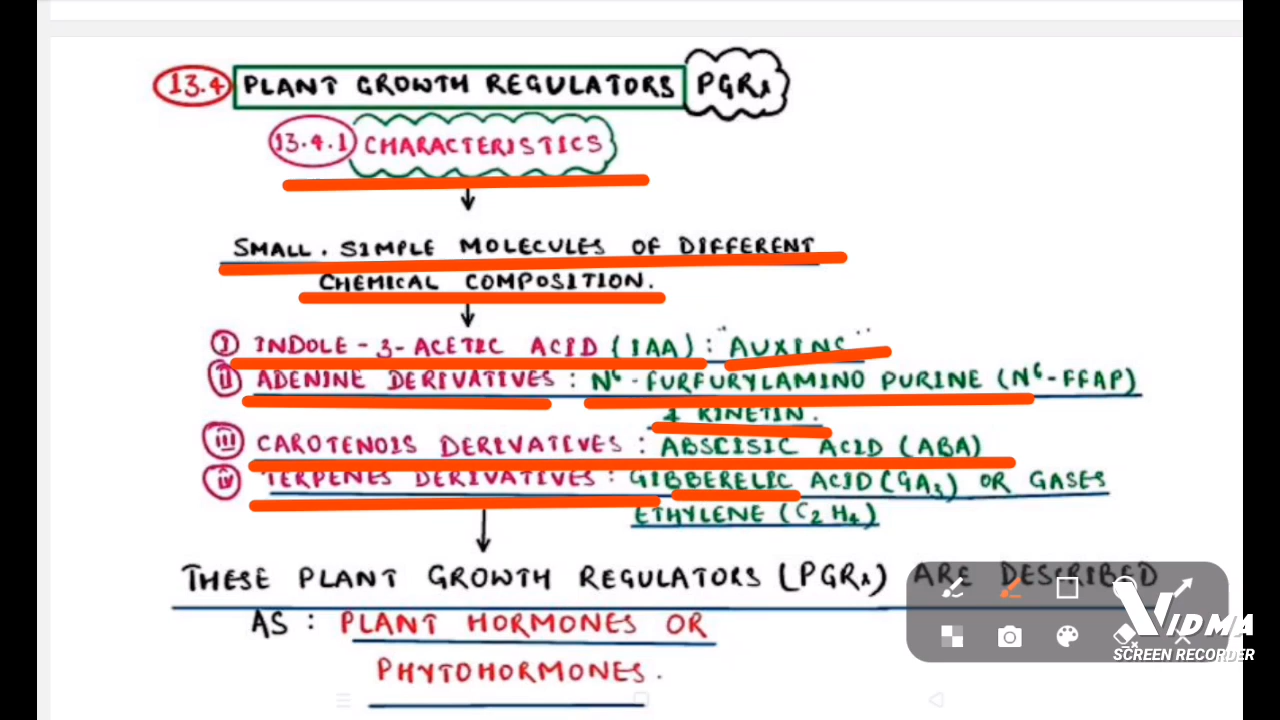 13.4 PLANT GROWTH REGULATORS PGRs
13.4.1 CHARACTERISTICS
SMALL, SIMPLE MOLECULES OF DIFFERENT
CHEMICAL COMPOSITION.
(i) INDOLE-3-ACETIC ACID (IAA): "AUXINS"
(ii) ADENINE DERIVATIVES: N⁶-FURFURYLAMINO PURINE (N⁶-FFAP)
& KINETIN.
(iii) CAROTENOIS DERIVATIVES: ABSCISIC ACID (ABA)
(iv) TERPENES DERIVATIVES: GIBBERELIC ACID (GA₃) OR GASES
ETHYLENE (C₂H₄)
THESE PLANT GROWTH REGULATORS (PGRs) ARE DESCRIBED
AS: PLANT HORMONES OR
PHYTOHORMONES.
VIDMA
SCREEN RECORDER